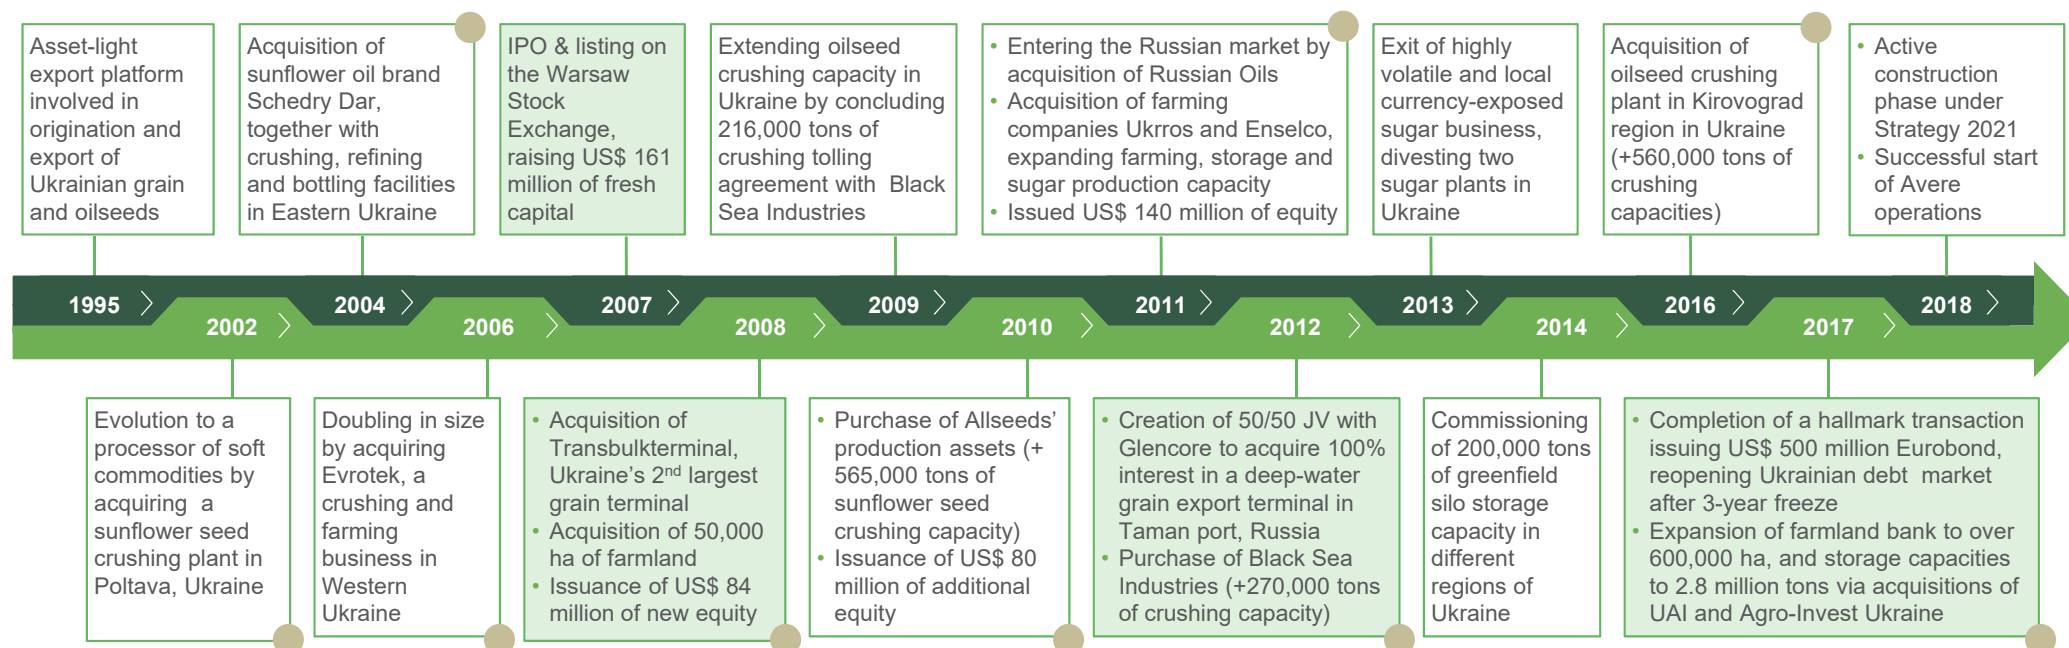 Asset-light
export platform
involved in
origination and
export of
Ukrainian grain
and oilseeds
Acquisition of
sunflower oil brand
Schedry Dar,
together with
crushing, refining
and bottling facilities
in Eastern Ukraine
IPO & listing on
the Warsaw
Stock
Exchange,
raising US$ 161
million of fresh
capital
Extending oilseed
crushing capacity in
Ukraine by concluding
216,000 tons of
crushing tolling
agreement with Black
Sea Industries
• Entering the Russian market by
acquisition of Russian Oils
• Acquisition of farming
companies Ukrros and Enselco,
expanding farming, storage and
sugar production capacity
• Issued US$ 140 million of equity
Exit of highly
volatile and local
currency-exposed
sugar business,
divesting two
sugar plants in
Ukraine
Acquisition of
oilseed crushing
plant in Kirovograd
region in Ukraine
(+560,000 tons of
crushing
capacities)
• Active
construction
phase under
Strategy 2021
• Successful start
of Avere
operations
1995
2002
2004
2006
2007
2008
2009
2010
2011
2012
2013
2014
2016
2017
2018
Evolution to a
processor of soft
commodities by
acquiring a
sunflower seed
crushing plant in
Poltava, Ukraine
Doubling in size
by acquiring
Evrotek, a
crushing and
farming
business in
Western
Ukraine
• Acquisition of
Transbulkterminal,
Ukraine’s 2nd largest
grain terminal
• Acquisition of 50,000
ha of farmland
• Issuance of US$ 84
million of new equity
• Purchase of Allseeds’
production assets (+
565,000 tons of
sunflower seed
crushing capacity)
• Issuance of US$ 80
million of additional
equity
• Creation of 50/50 JV with
Glencore to acquire 100%
interest in a deep-water
grain export terminal in
Taman port, Russia
• Purchase of Black Sea
Industries (+270,000 tons
of crushing capacity)
Commissioning
of 200,000 tons
of greenfield
silo storage
capacity in
different
regions of
Ukraine
• Completion of a hallmark transaction
issuing US$ 500 million Eurobond,
reopening Ukrainian debt market
after 3-year freeze
• Expansion of farmland bank to over
600,000 ha, and storage capacities
to 2.8 million tons via acquisitions of
UAI and Agro-Invest Ukraine